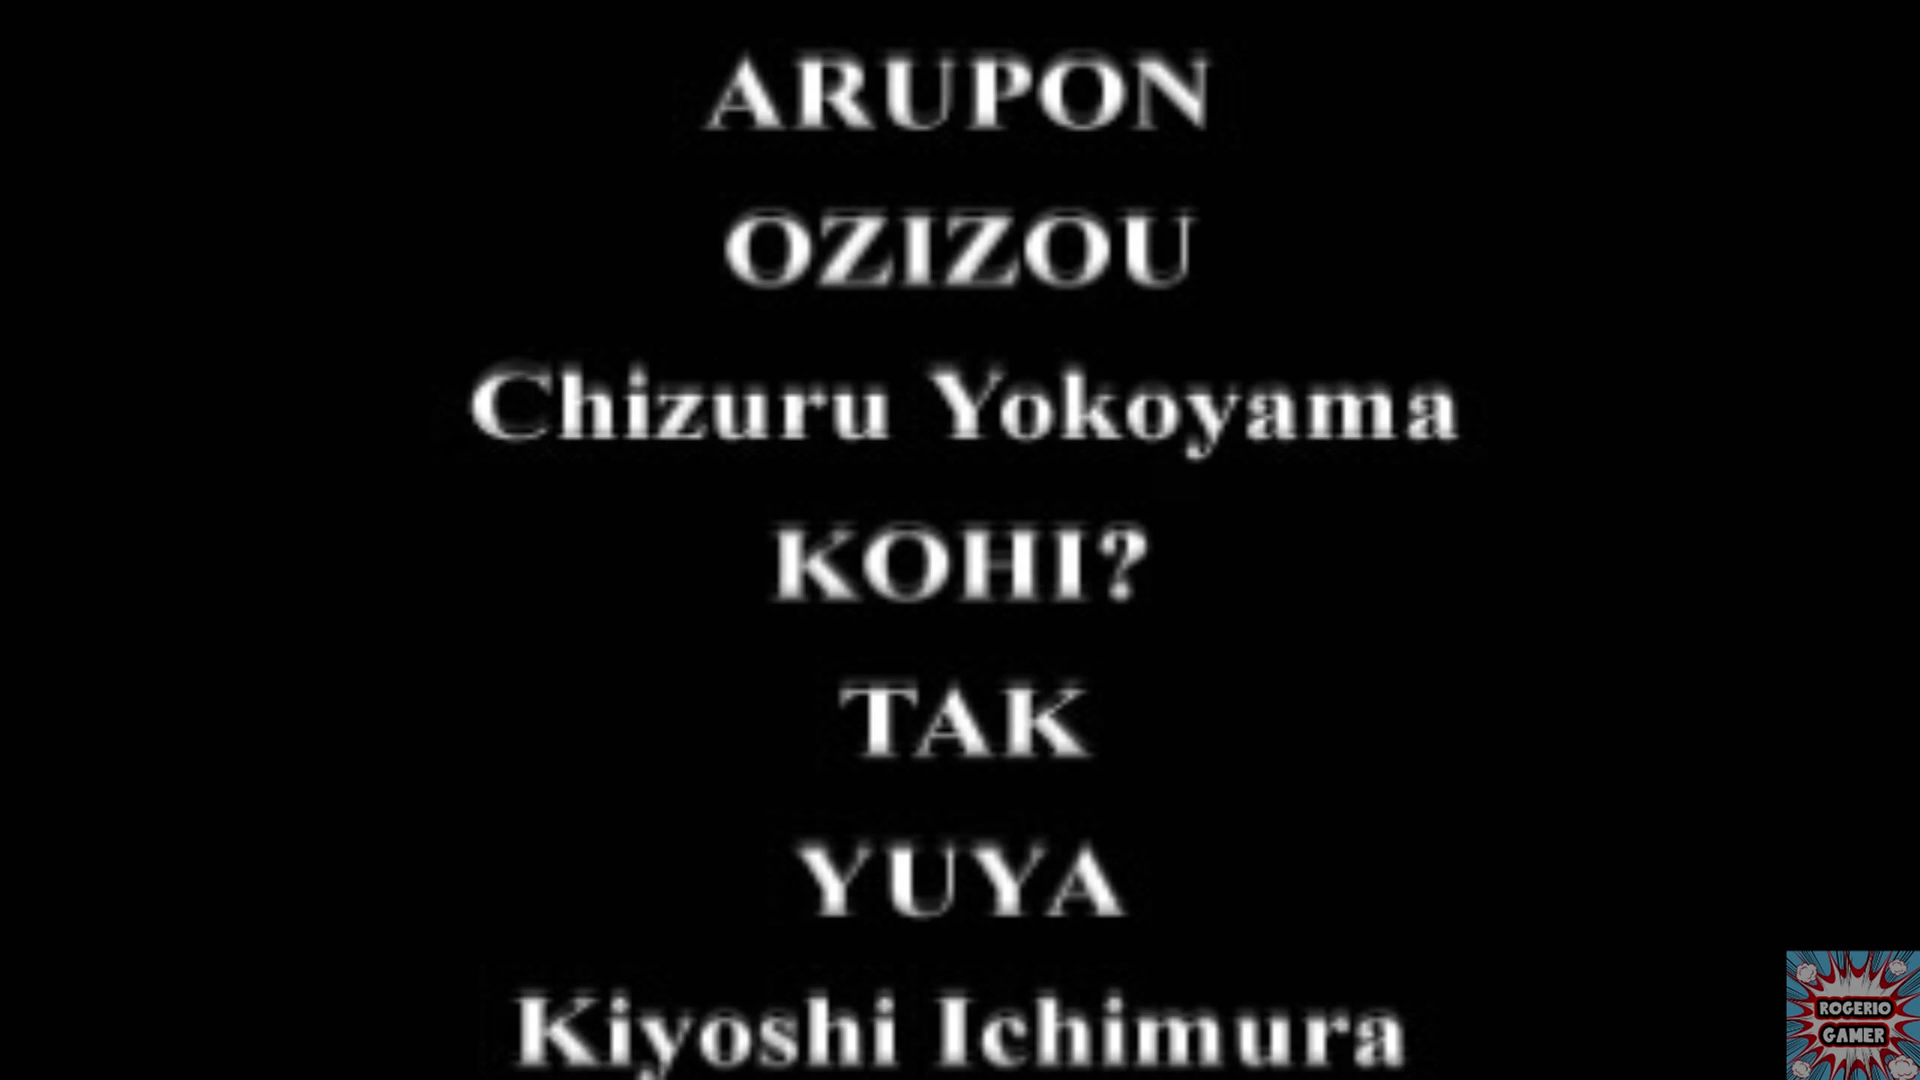 ARUPON
OZIZOU
Chizuru Yokoyama
KOHI?
TAK
YUYA
Kiyoshi Ichimura
ROGERIO
GAMER